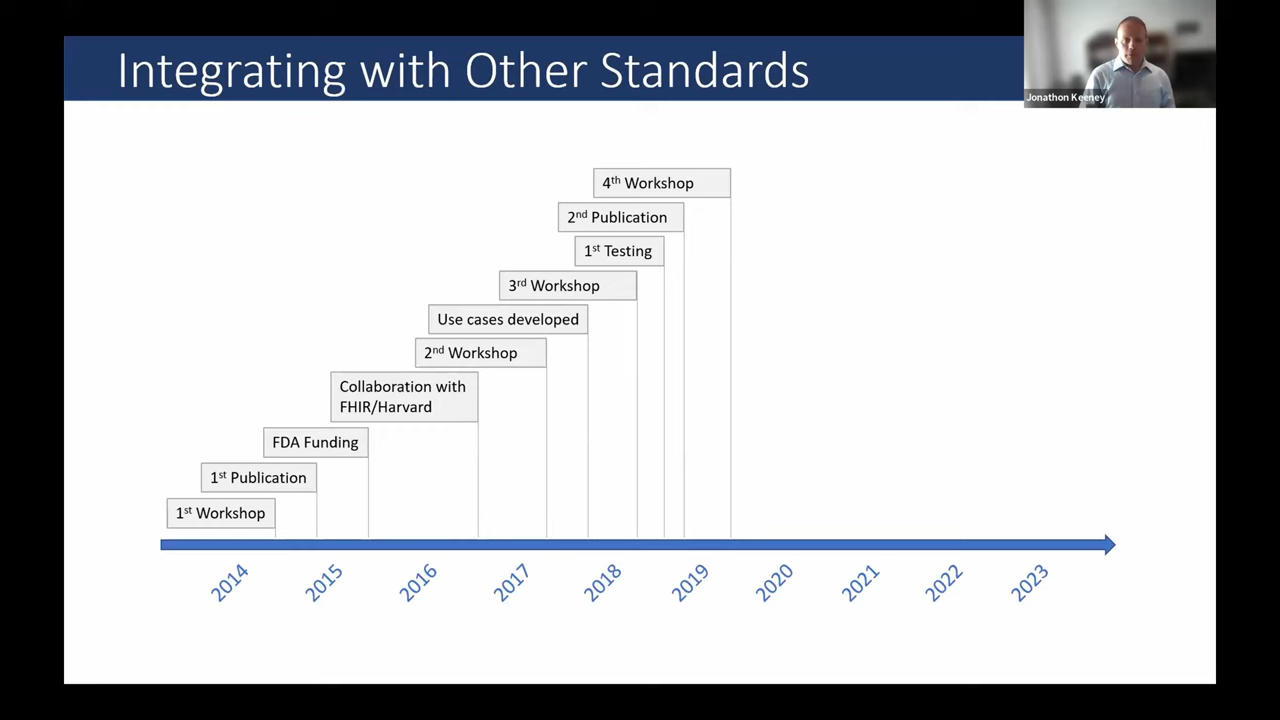 Integrating with Other Standards
Jonathon Keeney
4th Workshop
2nd Publication
1st Testing
3rd Workshop
Use cases developed
2nd Workshop
Collaboration with
FHIR/Harvard
FDA Funding
1st Publication
1st Workshop
2014
2015
2016
2017
2018
2019
2020
2021
2022
2023